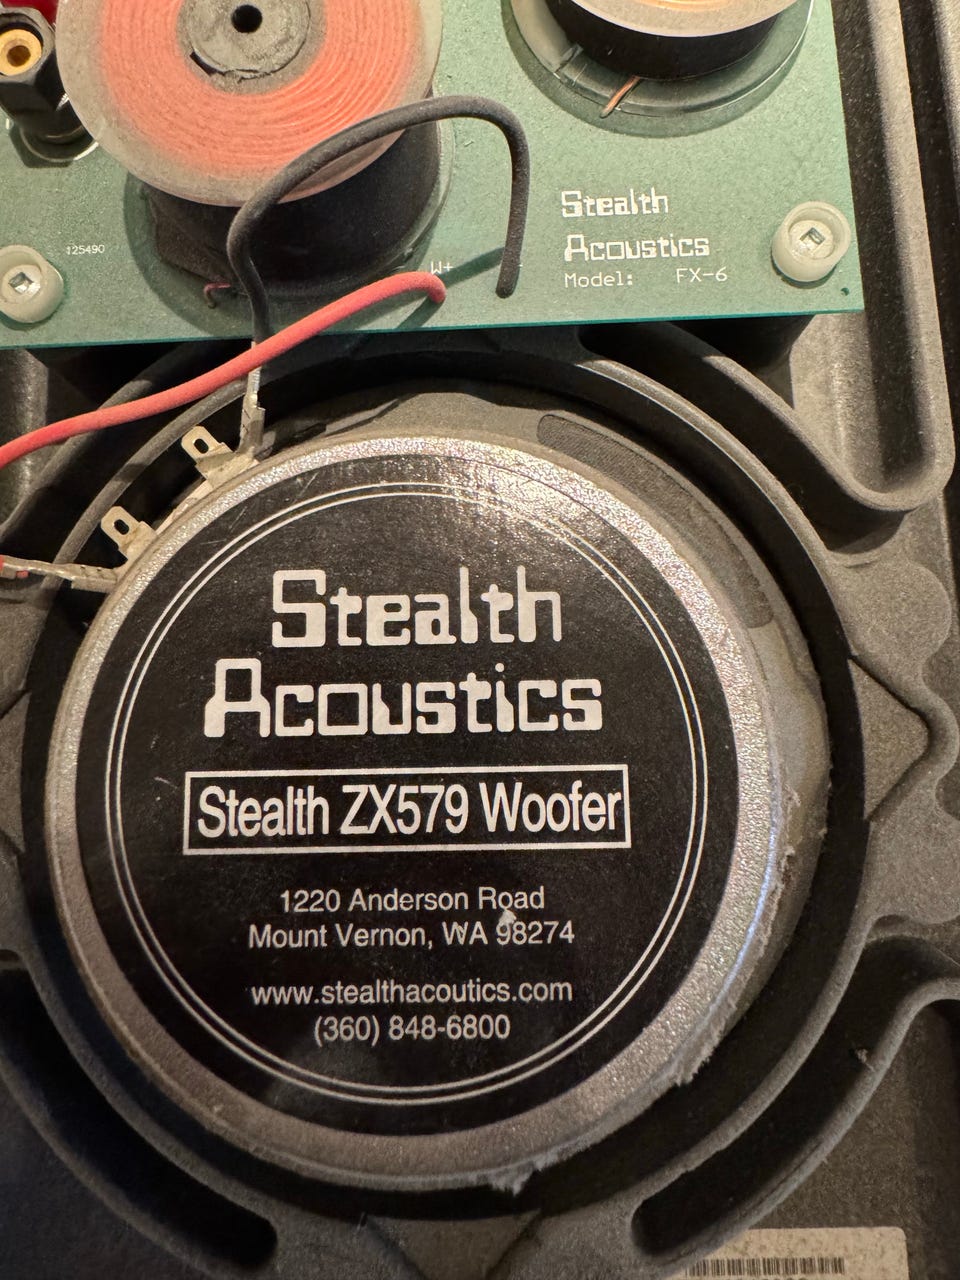 Stealth
Acoustics
Model: FX-6
125490
W+
Stealth
Acoustics
Stealth ZX579 Woofer
1220 Anderson Road
Mount Vernon, WA 98274
www.stealthacoutics.com
(360) 848-6800